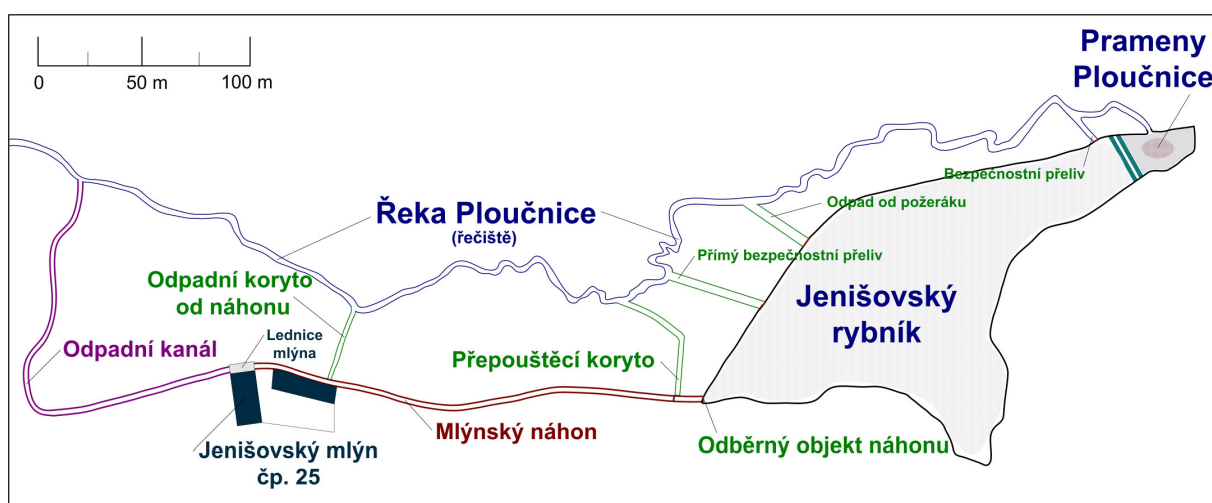 0
50 m
100 m
Prameny
Ploučnice
Bezpečnostní přeliv
Odpad od požeráku
Řeka Ploučnice
(řečiště)
Přímý bezpečnostní přeliv
Odpadní koryto
od náhonu
Jenišovský
rybník
Lednice
mlýna
Odpadní kanál
Přepouštěcí koryto
Mlýnský náhon
Odběrný objekt náhonu
Jenišovský mlýn
čp. 25